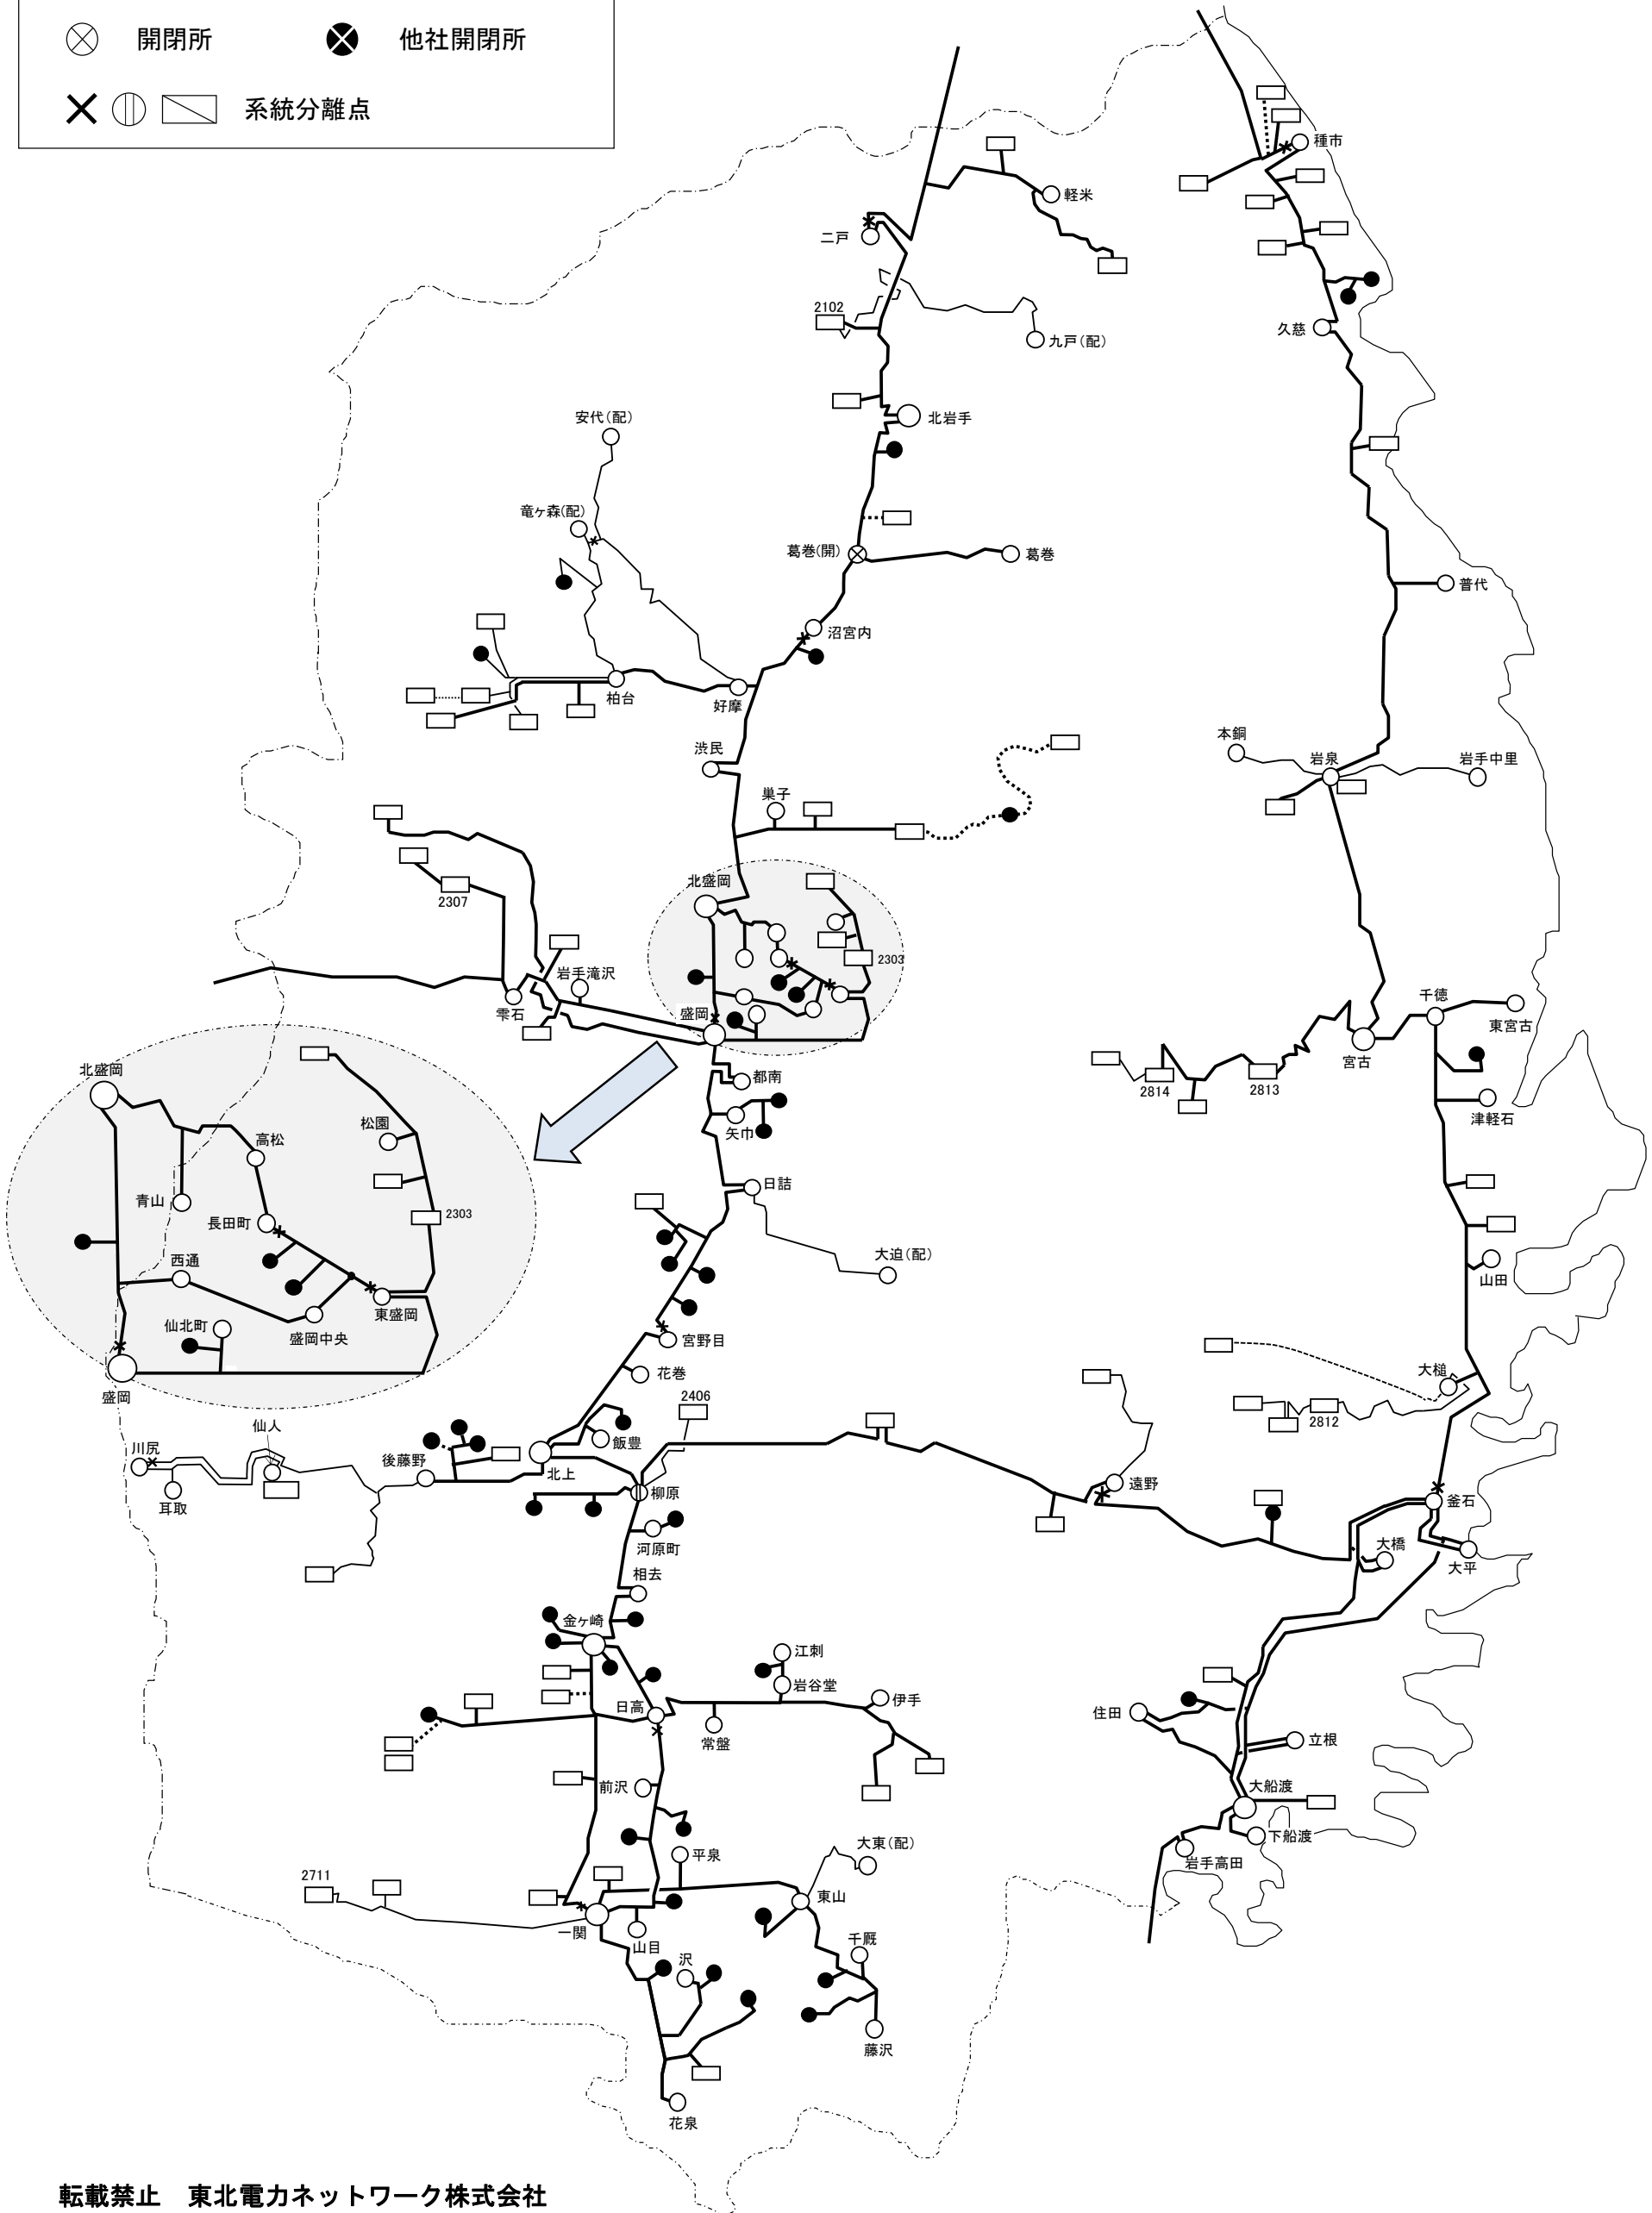 開閉所
他社開閉所
系統分離点
種市
軽米
二戸
2102
九戸(配)
久慈
北岩手
安代(配)
竜ヶ森(配)
葛巻(開)
葛巻
普代
沼宮内
柏台
好摩
渋民
本銅
岩泉
岩手中里
巣子
2307
北盛岡
2303
岩手滝沢
雫石
盛岡
千徳
東宮古
宮古
都南
2814
2813
矢巾
津軽石
北盛岡
松園
高松
青山
長田町
2303
西通
仙北町
盛岡中央
東盛岡
盛岡
日詰
大迫(配)
山田
宮野目
花巻
大槌
2406
2812
仙人
川尻
耳取
後藤野
飯豊
北上
柳原
遠野
釜石
河原町
大橋
大平
相去
金ヶ崎
江刺
岩谷堂
日高
伊手
常盤
住田
立根
前沢
大船渡
下船渡
岩手高田
平泉
大東(配)
2711
東山
一関
山目
千厩
沢
藤沢
花泉
転載禁止　東北電力ネットワーク株式会社